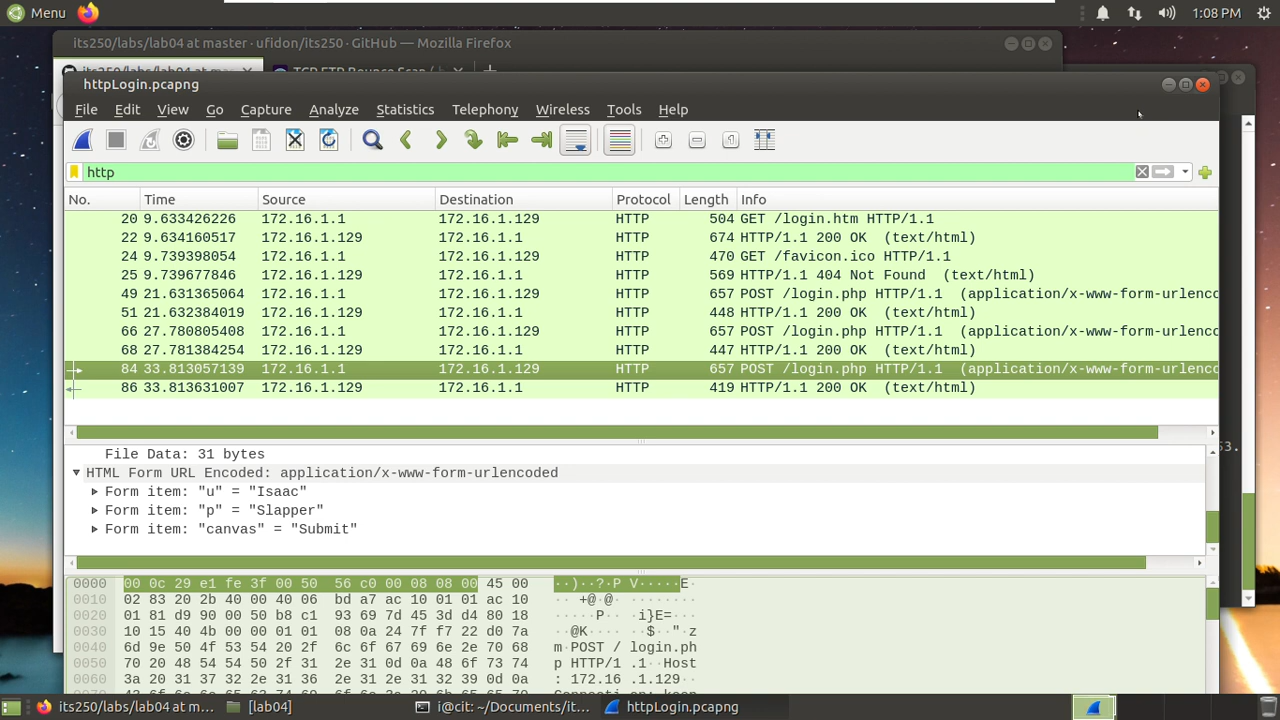 Menu 1:08 PM
its250/labs/lab04 at master · ufidon/its250 · GitHub — Mozilla Firefox
httpLogin.pcapng
File Edit View Go Capture Analyze Statistics Telephony Wireless Tools Help
http
No. Time Source Destination Protocol Length Info
20 9.633426226 172.16.1.1 172.16.1.129 HTTP 504 GET /login.htm HTTP/1.1
22 9.634160517 172.16.1.129 172.16.1.1 HTTP 674 HTTP/1.1 200 OK (text/html)
24 9.739398054 172.16.1.1 172.16.1.129 HTTP 470 GET /favicon.ico HTTP/1.1
25 9.739677846 172.16.1.129 172.16.1.1 HTTP 569 HTTP/1.1 404 Not Found (text/html)
49 21.631365064 172.16.1.1 172.16.1.129 HTTP 657 POST /login.php HTTP/1.1 (application/x-www-form-urlenco
51 21.632384019 172.16.1.129 172.16.1.1 HTTP 448 HTTP/1.1 200 OK (text/html)
66 27.780805408 172.16.1.1 172.16.1.129 HTTP 657 POST /login.php HTTP/1.1 (application/x-www-form-urlenco
68 27.781384254 172.16.1.129 172.16.1.1 HTTP 447 HTTP/1.1 200 OK (text/html)
84 33.813057139 172.16.1.1 172.16.1.129 HTTP 657 POST /login.php HTTP/1.1 (application/x-www-form-urlenco
86 33.813631007 172.16.1.129 172.16.1.1 HTTP 419 HTTP/1.1 200 OK (text/html)
53.
File Data: 31 bytes
HTML Form URL Encoded: application/x-www-form-urlencoded
Form item: "u" = "Isaac"
Form item: "p" = "Slapper"
Form item: "canvas" = "Submit"
0000 00 0c 29 e1 fe 3f 00 50 56 c0 00 08 08 00 45 00 ··)··?·P V·····E·
0010 02 83 20 2b 40 00 40 06 bd a7 ac 10 01 01 ac 10 ·· +@·@· ········
0020 01 81 d9 90 00 50 b8 c1 93 69 7d 45 3d d4 80 18 ·····P·· ·i}E=···
0030 10 15 40 4b 00 00 01 01 08 0a 24 7f f7 22 d0 7a ··@K···· ··$··"·z
0040 6d 9e 50 4f 53 54 20 2f 6c 6f 67 69 6e 2e 70 68 m·POST / login.ph
0050 70 20 48 54 54 50 2f 31 2e 31 0d 0a 48 6f 73 74 p HTTP/1 .1··Host
0060 3a 20 31 37 32 2e 31 36 2e 31 2e 31 32 39 0d 0a : 172.16 .1.129··
its250/labs/lab04 at m... [lab04] i@cit: ~/Documents/it... httpLogin.pcapng